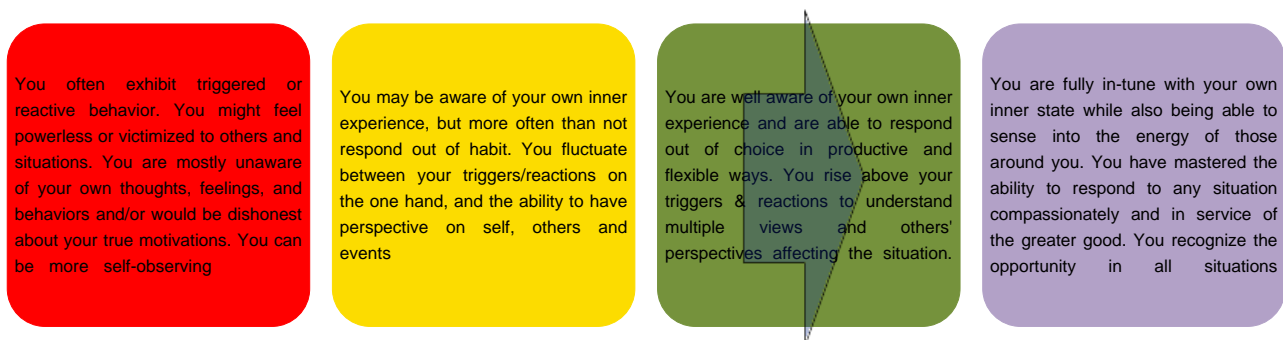 You often exhibit triggered or
reactive behavior. You might feel
powerless or victimized to others and
situations. You are mostly unaware
of your own thoughts, feelings, and
behaviors and/or would be dishonest
about your true motivations. You can
be more self-observing
You may be aware of your own inner
experience, but more often than not
respond out of habit. You fluctuate
between your triggers/reactions on
the one hand, and the ability to have
perspective on self, others and
events
You are well aware of your own inner
experience and are able to respond
out of choice in productive and
flexible ways. You rise above your
triggers & reactions to understand
multiple views and others'
perspectives affecting the situation.
You are fully in-tune with your own
inner state while also being able to
sense into the energy of those
around you. You have mastered the
ability to respond to any situation
compassionately and in service of
the greater good. You recognize the
opportunity in all situations